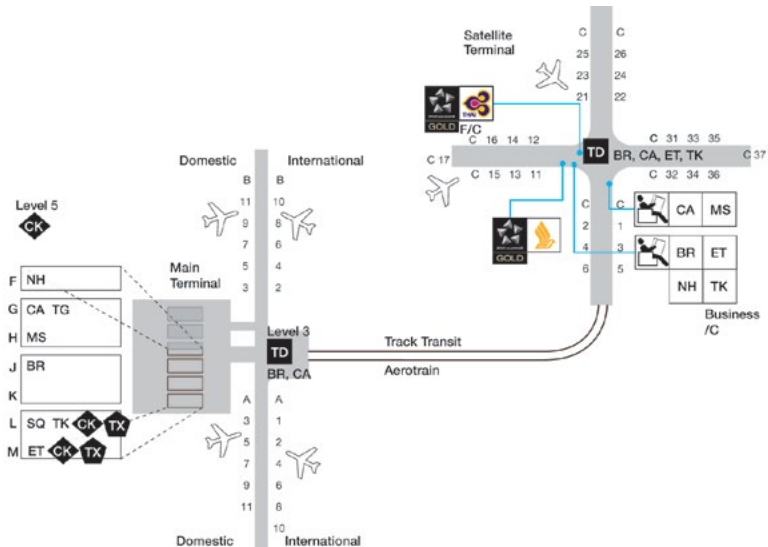 Satellite
Terminal
C C
25 26
23 24
21 22
THAI
GOLD F/C
C 16 14 12
C 31 33 35
C 17
TD BR, CA, ET, TK
C 37
C 15 13 11
C 32 34 36
C C
2 1
4 3
6 5
CA MS
GOLD
BR ET
NH TK
Business
/C
Domestic International
B B
11 10
9 8
7 6
5 4
3 2
Level 5
CK
Main
Terminal
F NH
G CA TG
H MS
J BR
K
L SQ TK CK TX
M ET CK TX
Level 3
TD
BR, CA
Track Transit
Aerotrain
A A
3 1
5 2
7 4
9 6
11 8
10
Domestic International